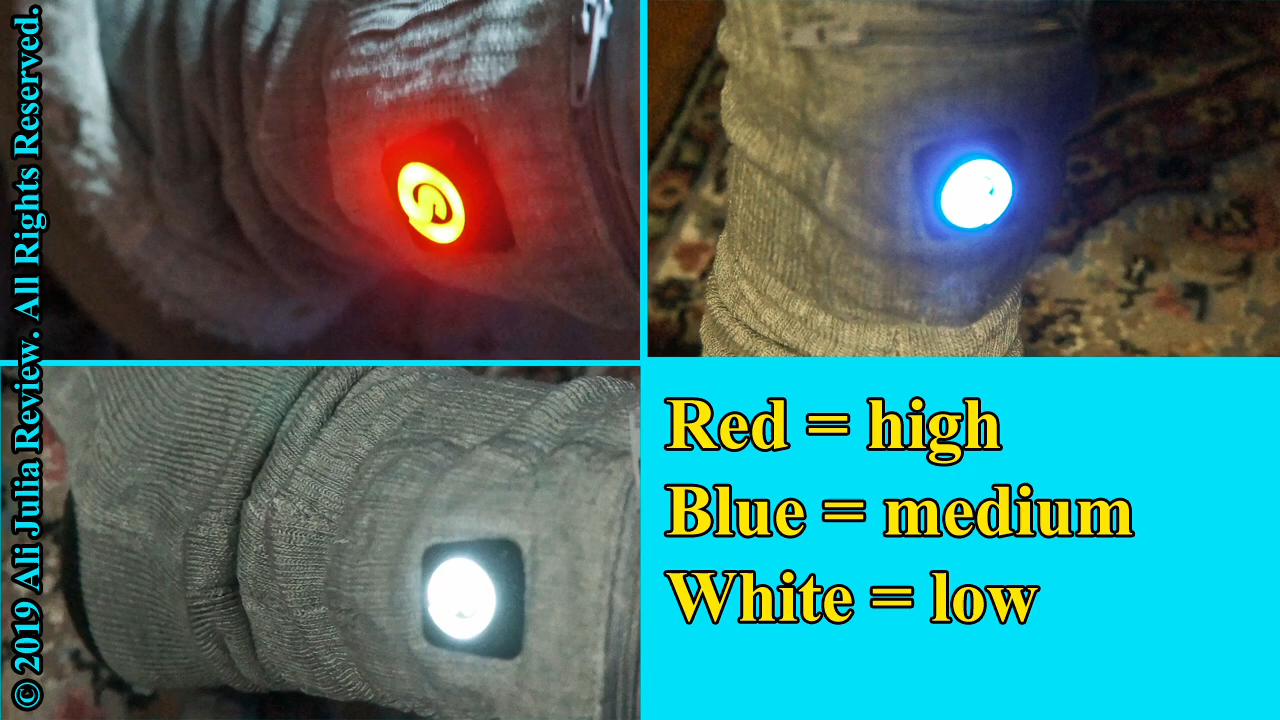 © 2019 Ali Julia Review. All Rights Reserved.
Red = high
Blue = medium
White = low